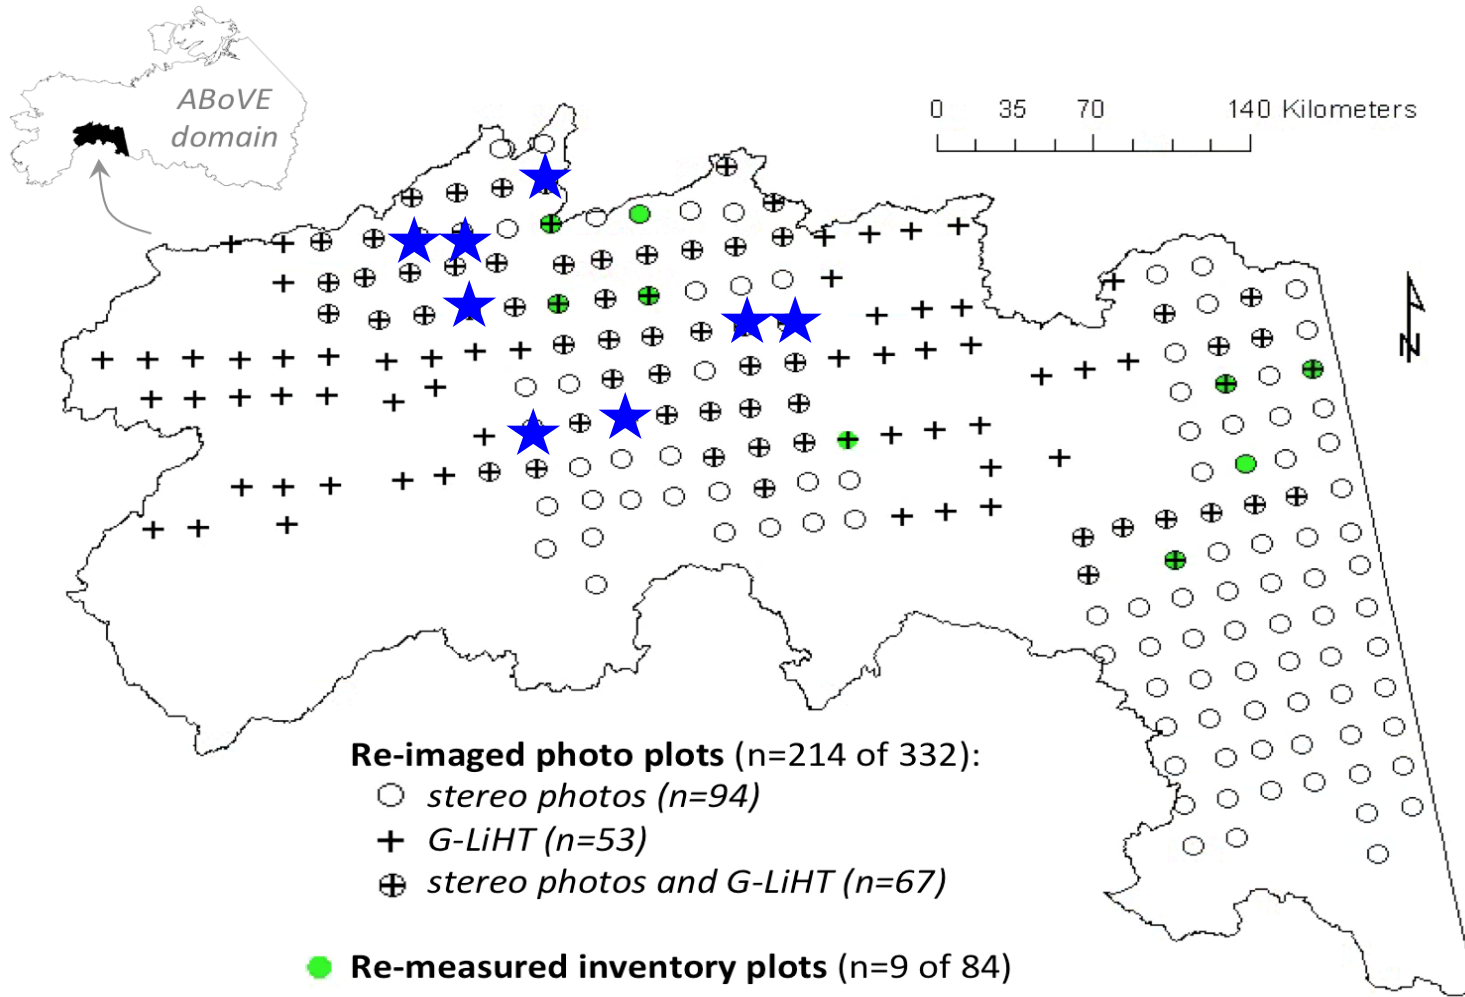 ABoVE
domain
0 35 70 140 Kilometers
N
Re-imaged photo plots (n=214 of 332):
stereo photos (n=94)
G-LiHT (n=53)
stereo photos and G-LiHT (n=67)
Re-measured inventory plots (n=9 of 84)